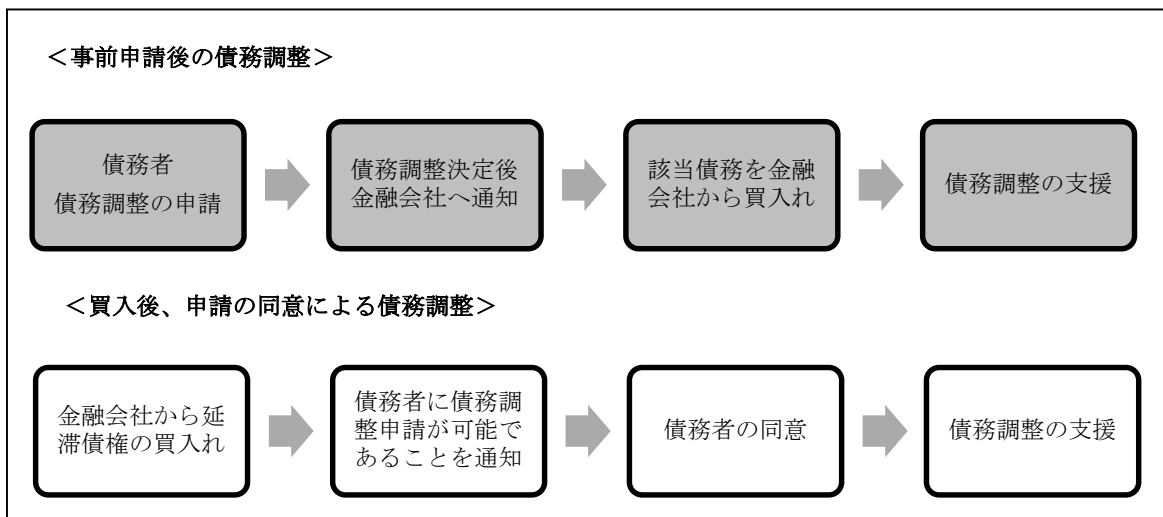 ＜事前申請後の債務調整＞
債務者
債務調整の申請
債務調整決定後
金融会社へ通知
該当債務を金融
会社から買入れ
債務調整の支援
＜買入後、申請の同意による債務調整＞
金融会社から延
滞債権の買入れ
債務者に債務調
整申請が可能で
あることを通知
債務者の同意
債務調整の支援